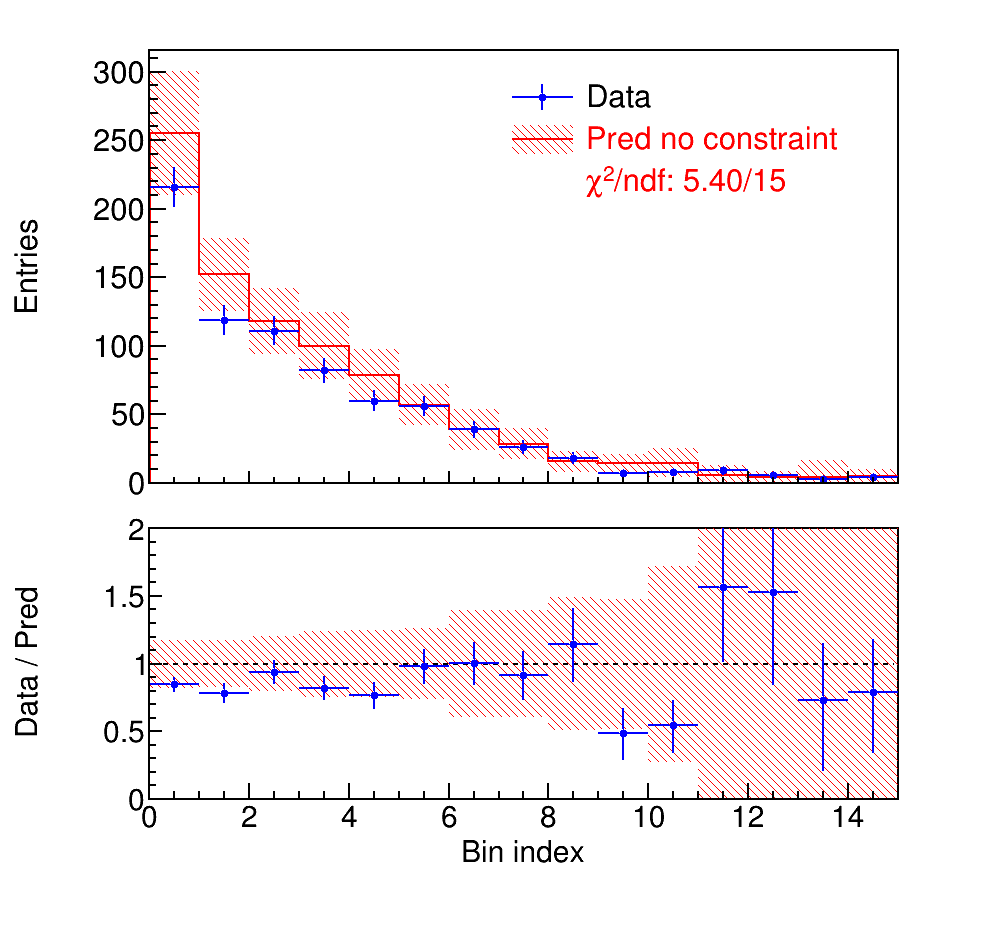 300
250
200
150
100
50
0
Entries
Data
Pred no constraint
χ²/ndf: 5.40/15
2
1.5
1
0.5
0
Data / Pred
0 2 4 6 8 10 12 14
Bin index